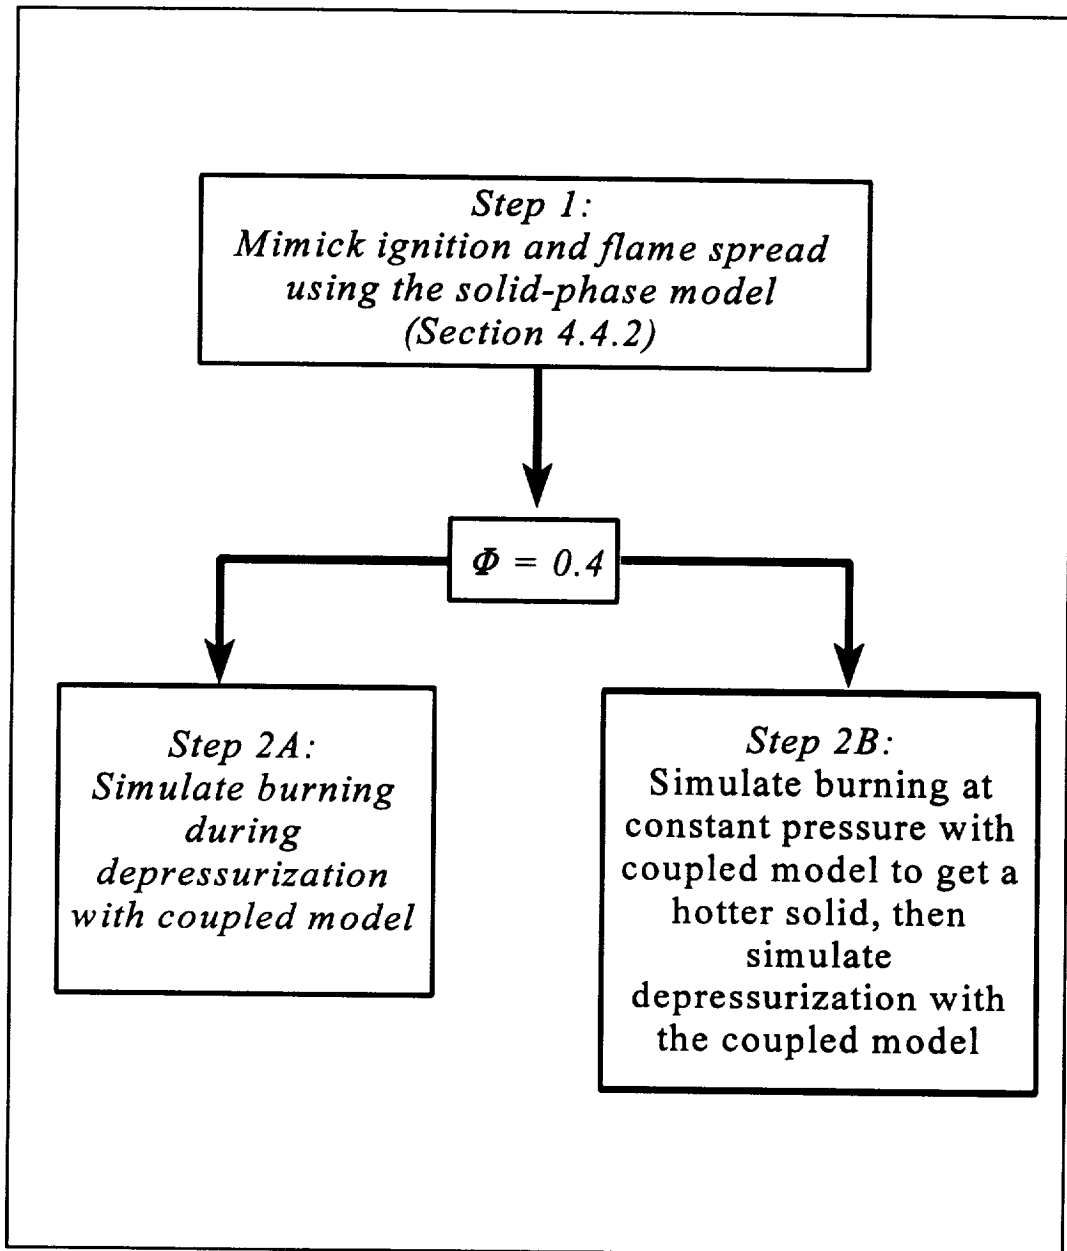 Step 1:
Mimick ignition and flame spread
using the solid-phase model
(Section 4.4.2)
Φ = 0.4
Step 2A:
Simulate burning
during
depressurization
with coupled model
Step 2B:
Simulate burning at
constant pressure with
coupled model to get a
hotter solid, then
simulate
depressurization with
the coupled model